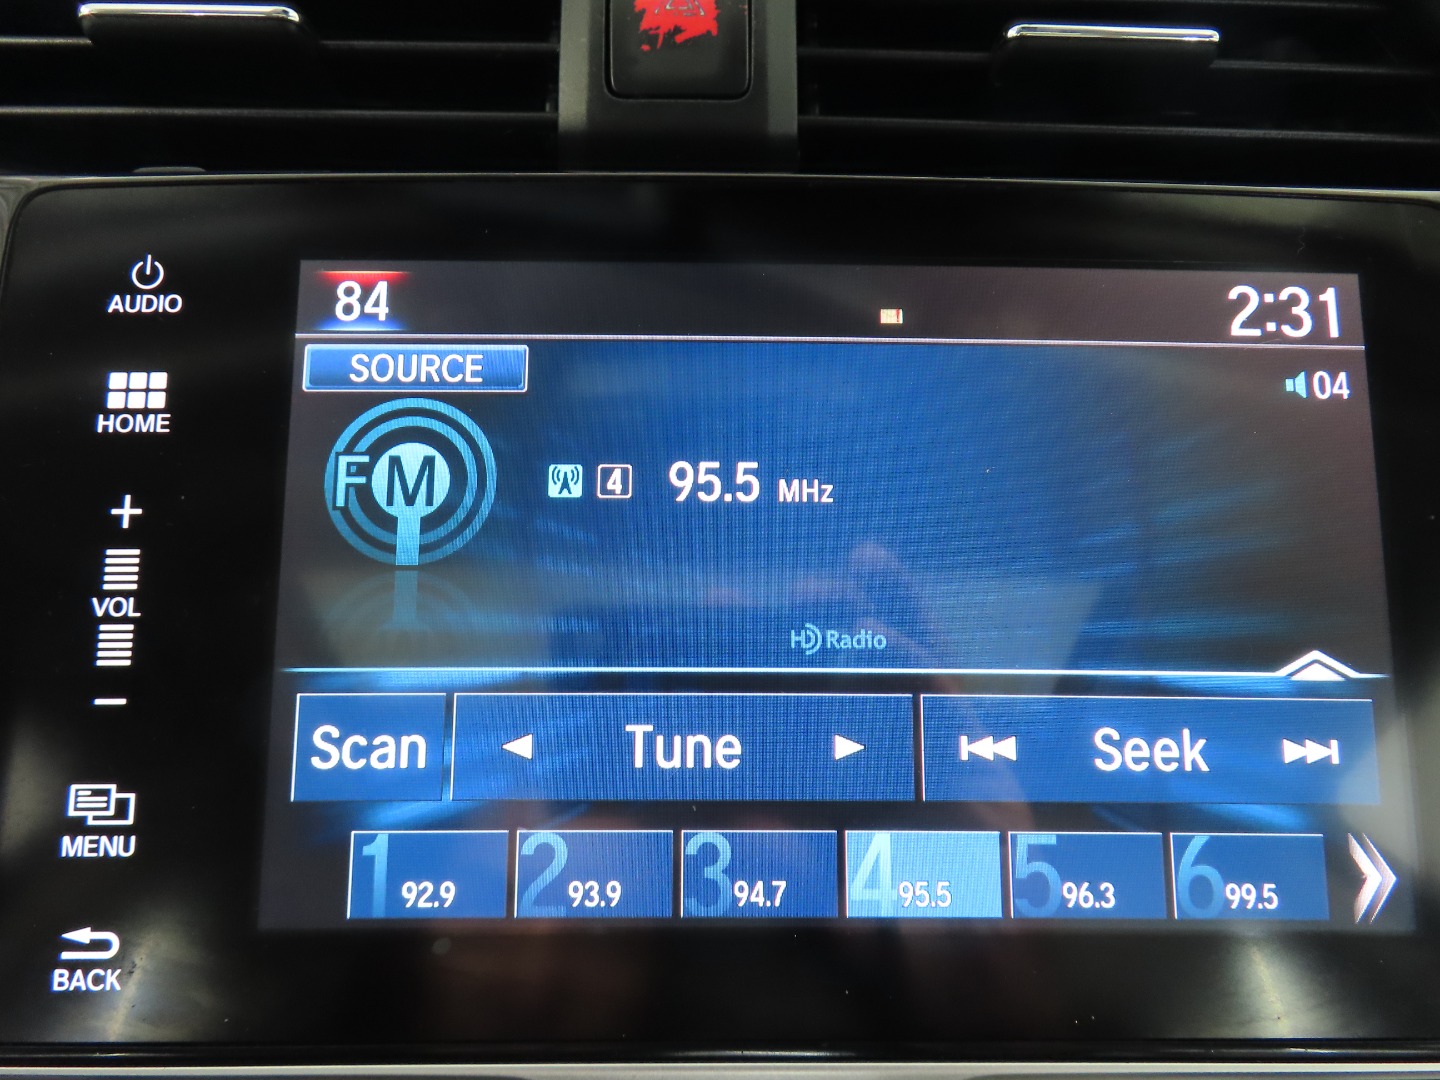 AUDIO
84
2:31
SOURCE
04
HOME
FM
4 95.5 MHz
+
VOL
HD Radio
−
Scan Tune Seek
MENU
1 92.9
2 93.9
3 94.7
4 95.5
5 96.3
6 99.5
BACK